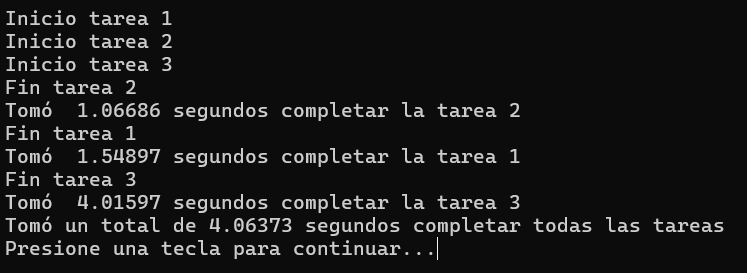 Inicio tarea 1
Inicio tarea 2
Inicio tarea 3
Fin tarea 2
Tomó  1.06686 segundos completar la tarea 2
Fin tarea 1
Tomó  1.54897 segundos completar la tarea 1
Fin tarea 3
Tomó  4.01597 segundos completar la tarea 3
Tomó un total de 4.06373 segundos completar todas las tareas
Presione una tecla para continuar...